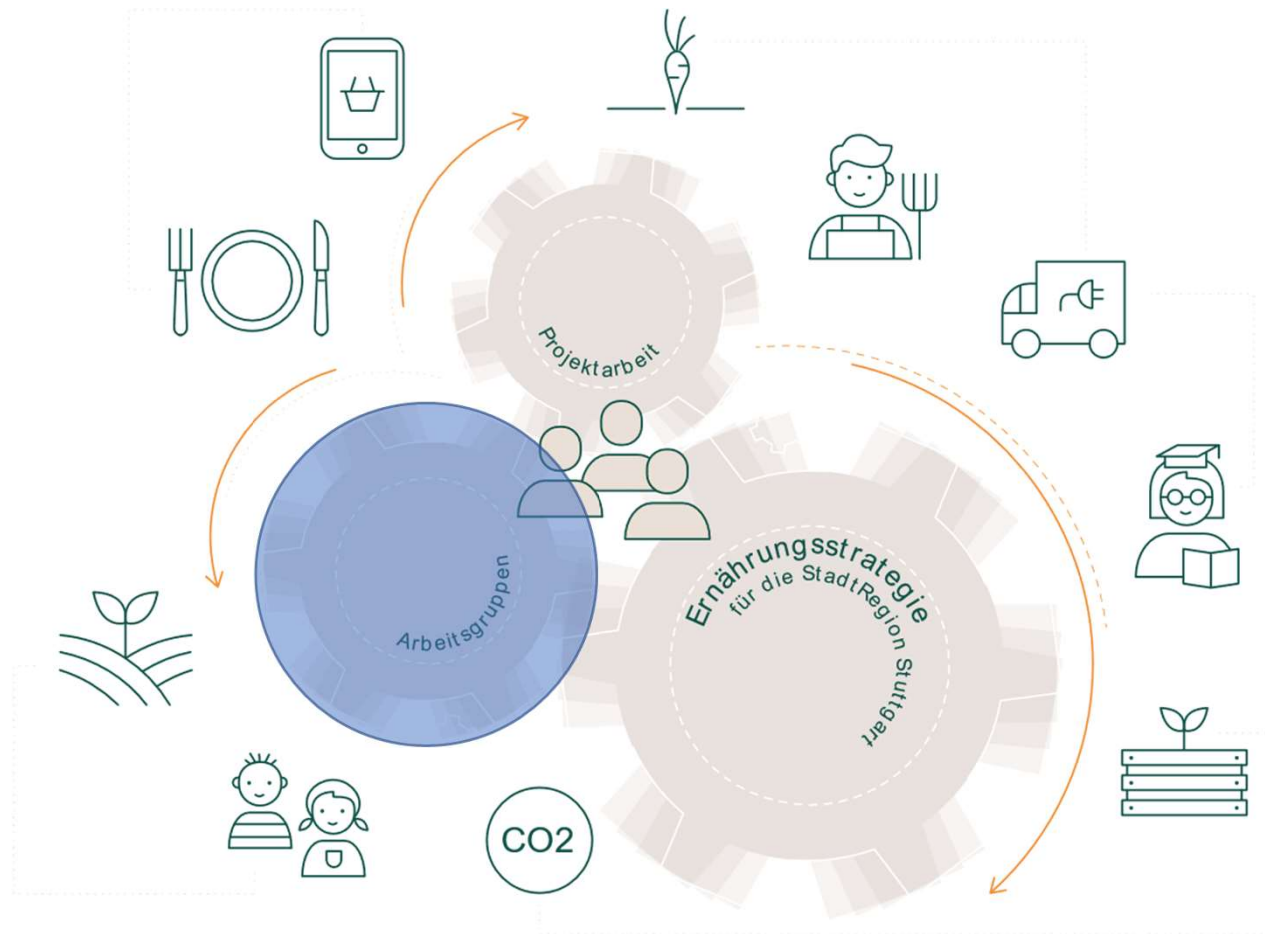 Projektarbeit
Arbeitsgruppen
Ernährungsstrategie
für die StadtRegion Stuttgart
CO2